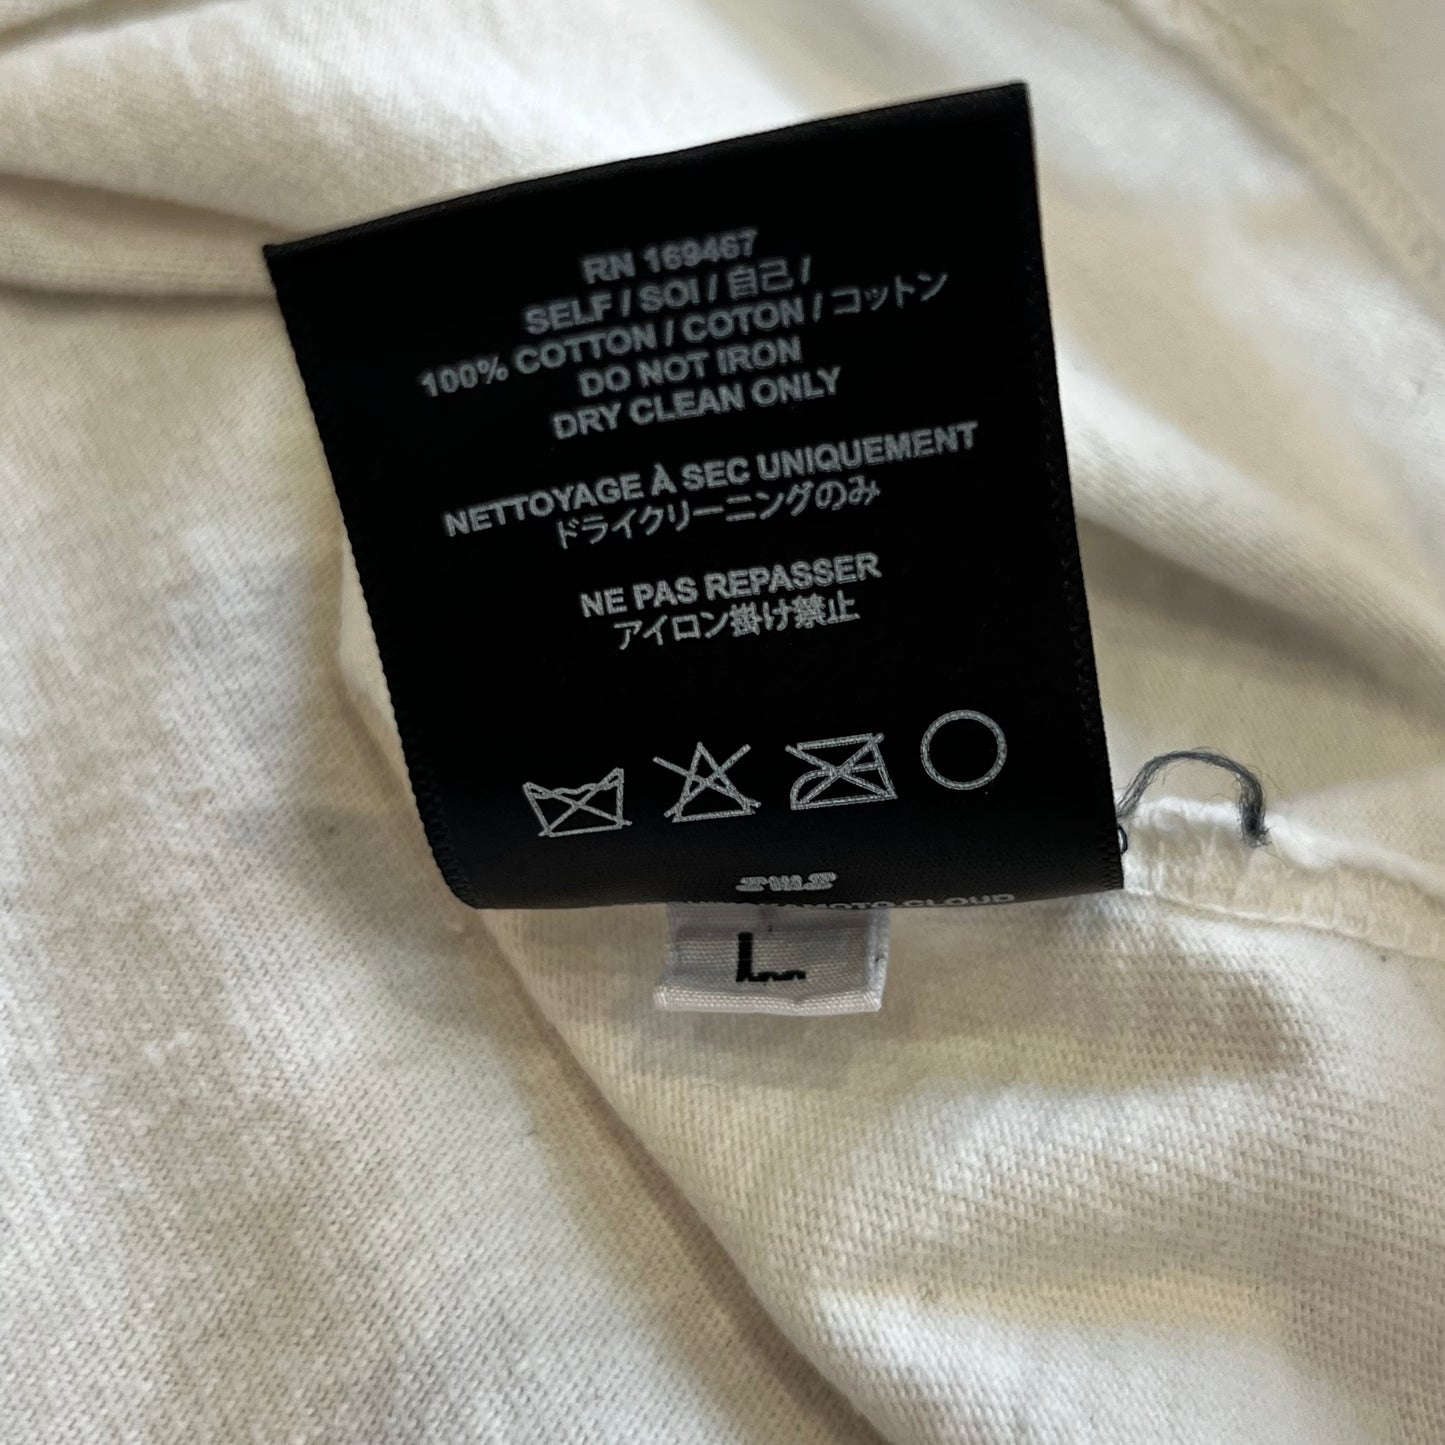 RN 169467
SELF / SOI / 自己 /
100% COTTON / COTON / コットン
DO NOT IRON
DRY CLEAN ONLY
NETTOYAGE À SEC UNIQUEMENT
ドライクリーニングのみ
NE PAS REPASSER
アイロン掛け禁止
CLOUD
L